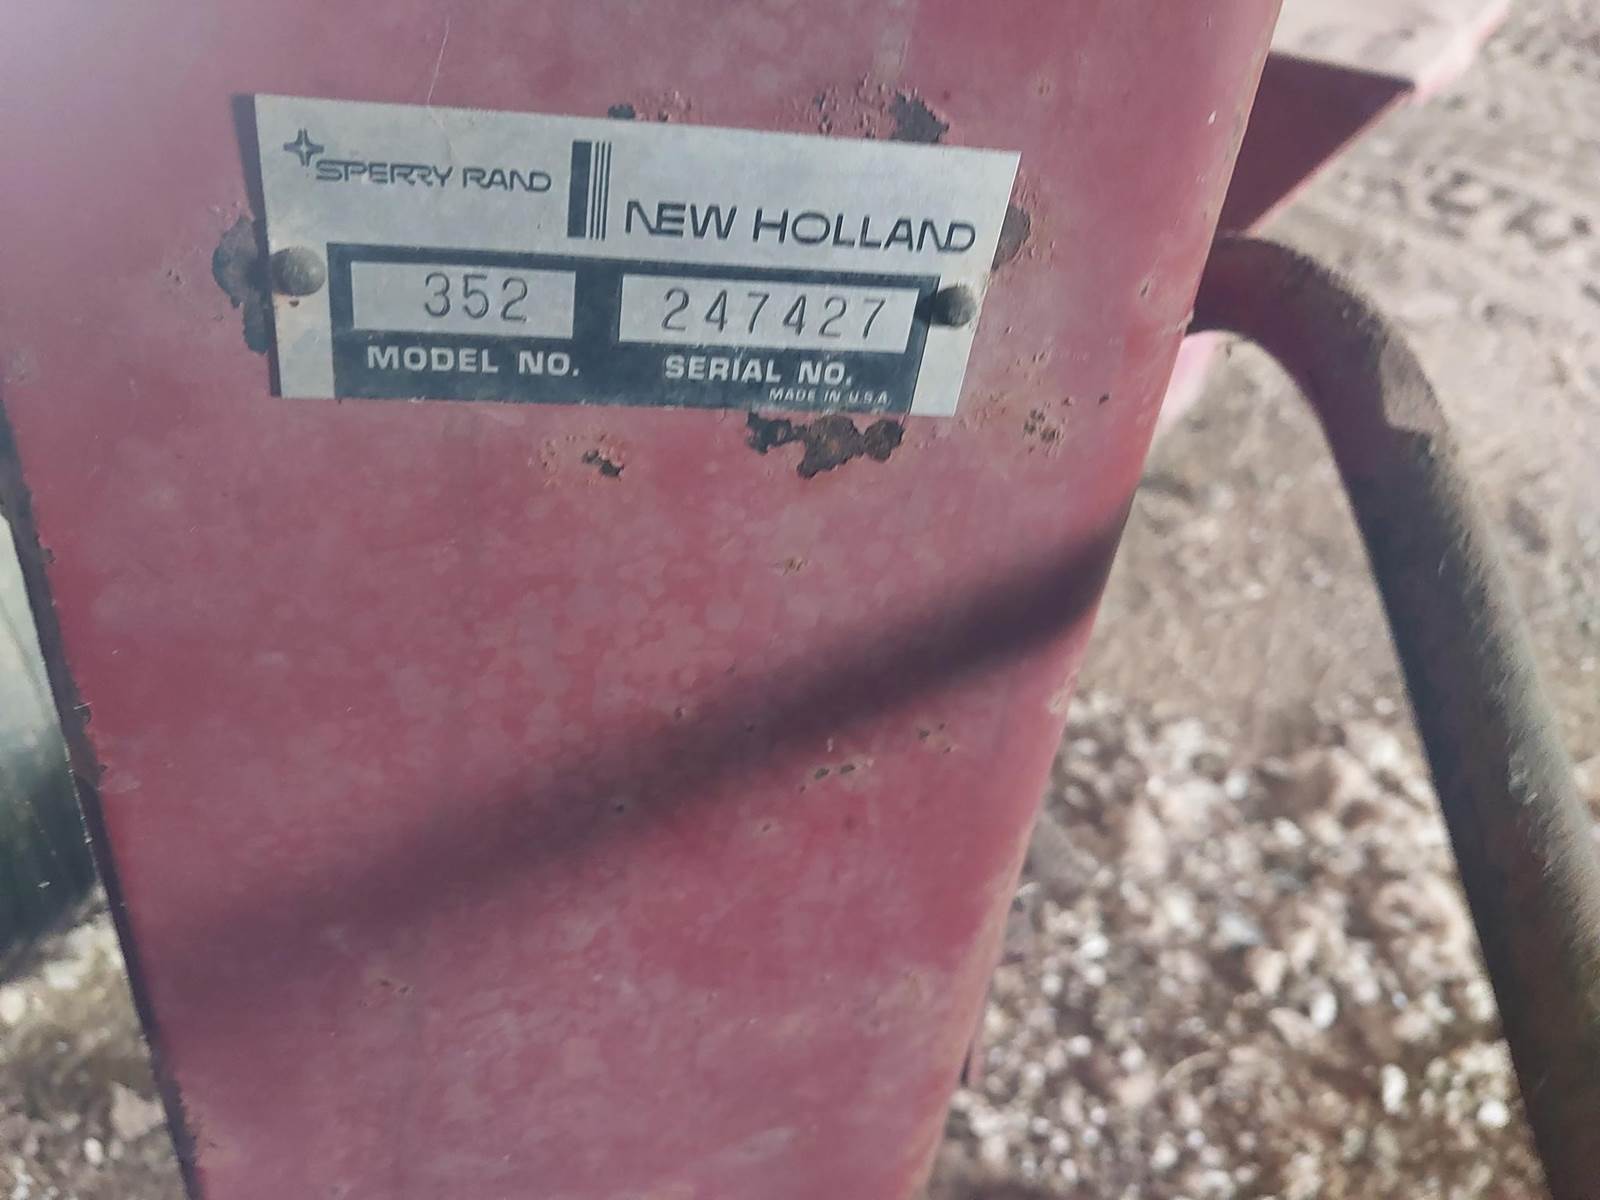 SPERRY RAND
NEW HOLLAND
352 247427
MODEL NO. SERIAL NO.
MADE IN U.S.A.